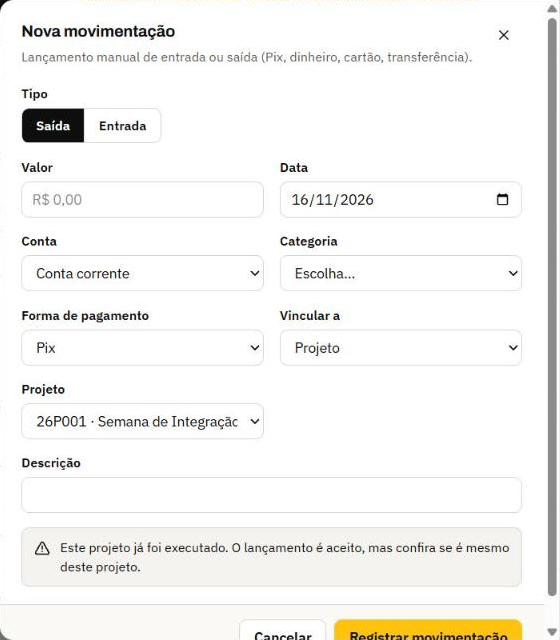 Nova movimentação
Lançamento manual de entrada ou saída (Pix, dinheiro, cartão, transferência).
Tipo
Saída Entrada
Valor Data
R$ 0,00 16/11/2026
Conta Categoria
Conta corrente Escolha...
Forma de pagamento Vincular a
Pix Projeto
Projeto
26P001 · Semana de Integração
Descrição
Este projeto já foi executado. O lançamento é aceito, mas confira se é mesmo
deste projeto.
Cancelar Registrar movimentação